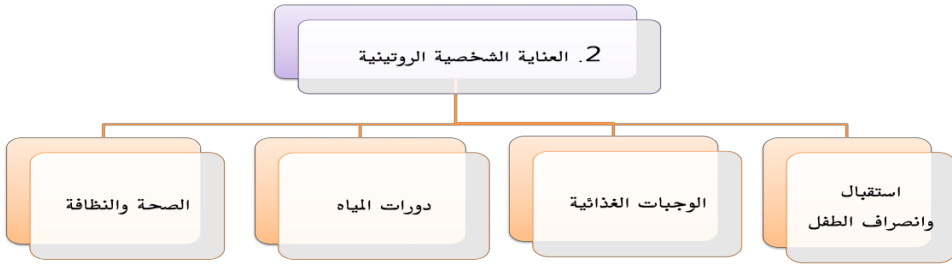 2. العناية الشخصية الروتينية
استقبال
وانصراف الطفل
الوجبات الغذائية
دورات المياه
الصحة والنظافة